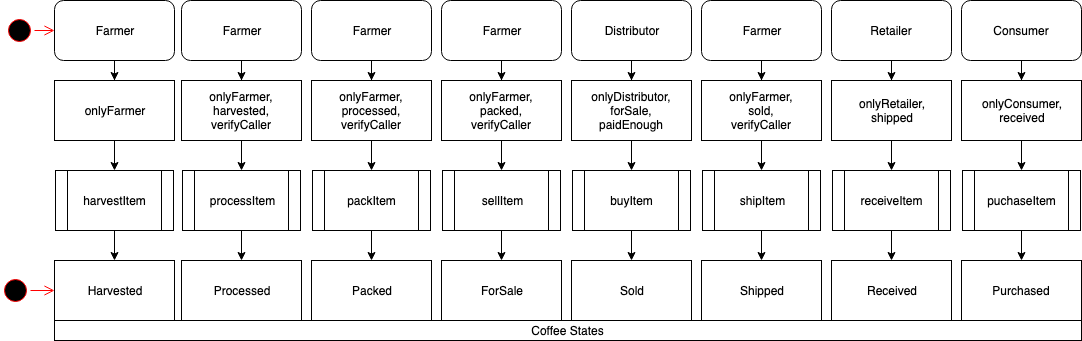 Farmer
Farmer
Farmer
Farmer
Distributor
Farmer
Retailer
Consumer
onlyFarmer
onlyFarmer,
harvested,
verifyCaller
onlyFarmer,
processed,
verifyCaller
onlyFarmer,
packed,
verifyCaller
onlyDistributor,
forSale,
paidEnough
onlyFarmer,
sold,
verifyCaller
onlyRetailer,
shipped
onlyConsumer,
received
harvestItem
processItem
packItem
sellItem
buyItem
shipItem
receiveItem
puchaseItem
Harvested
Processed
Packed
ForSale
Sold
Shipped
Received
Purchased
Coffee States